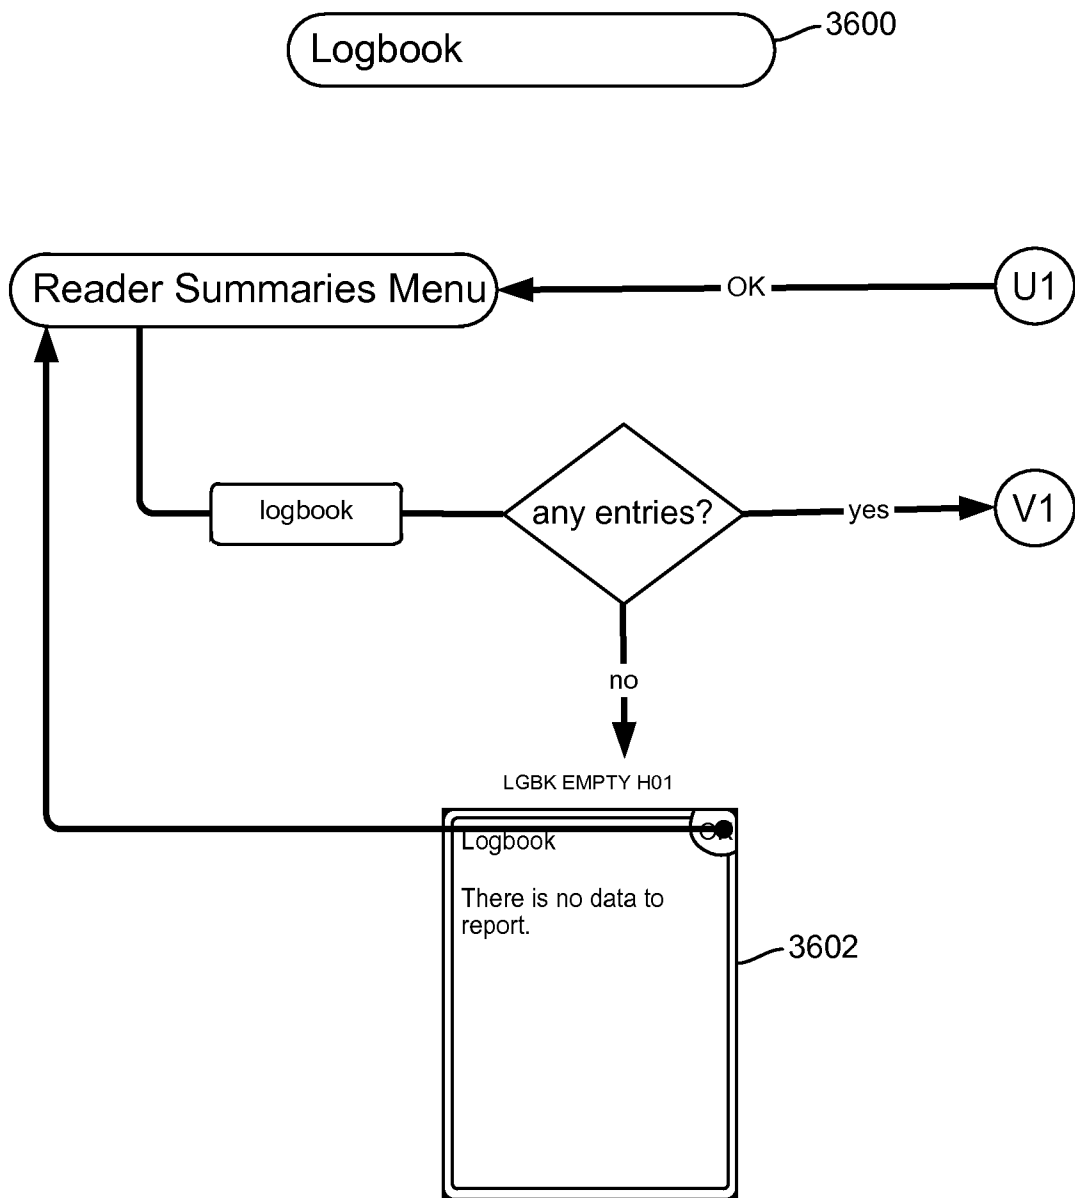 Logbook
3600
Reader Summaries Menu
OK
U1
logbook
any entries?
yes
V1
no
LGBK EMPTY H01
OK
Logbook
There is no data to
report.
3602